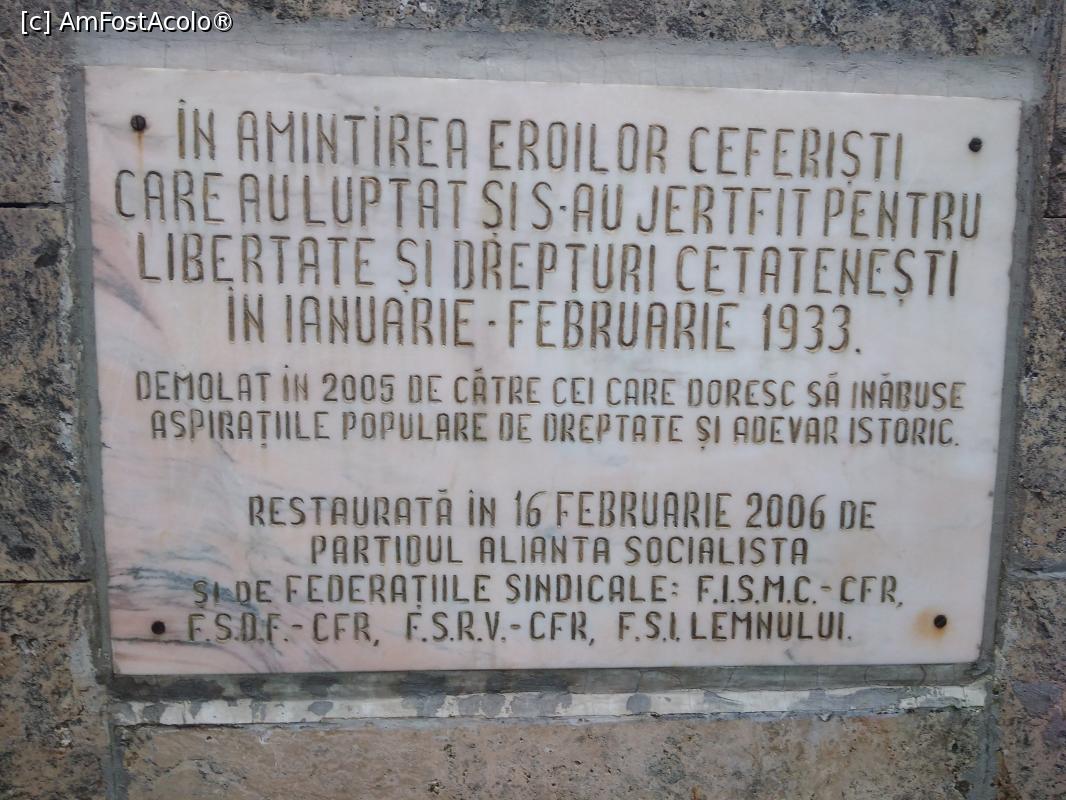 [c] AmFostAcolo®
ÎN AMINTIREA EROILOR CEFERIȘTI
CARE AU LUPTAT ȘI S-AU JERTFIT PENTRU
LIBERTATE ȘI DREPTURI CETATENEȘTI
ÎN IANUARIE - FEBRUARIE 1933.
DEMOLAT ÎN 2005 DE CĂTRE CEI CARE DORESC SĂ INĂBUSE
ASPIRAȚIILE POPULARE DE DREPTATE ȘI ADEVAR ISTORIC.
RESTAURATĂ ÎN 16 FEBRUARIE 2006 DE
PARTIDUL ALIANTA SOCIALISTA
ȘI DE FEDERAȚIILE SINDICALE: F.I.S.M.C.-CFR,
F.S.D.F.-CFR, F.S.R.V.-CFR, F.S.I. LEMNULUI.